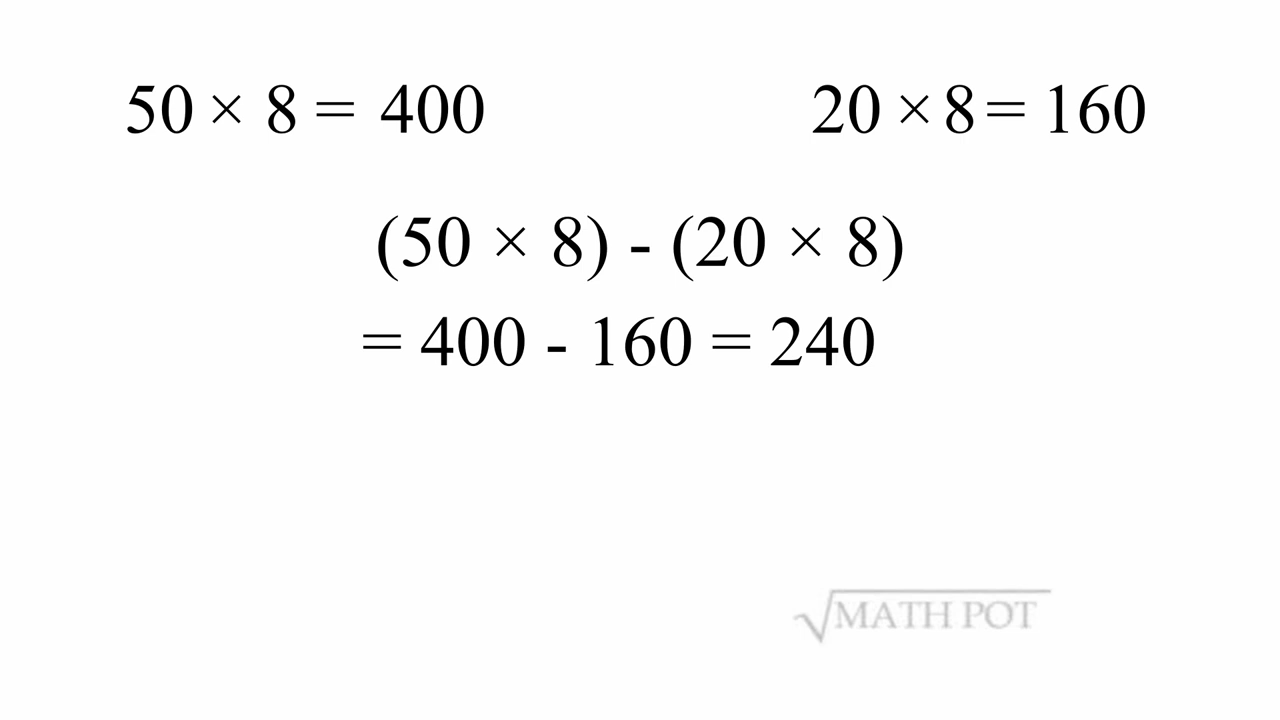 50 × 8 = 400
20 × 8 = 160
(50 × 8) - (20 × 8)
= 400 - 160 = 240
√MATH POT